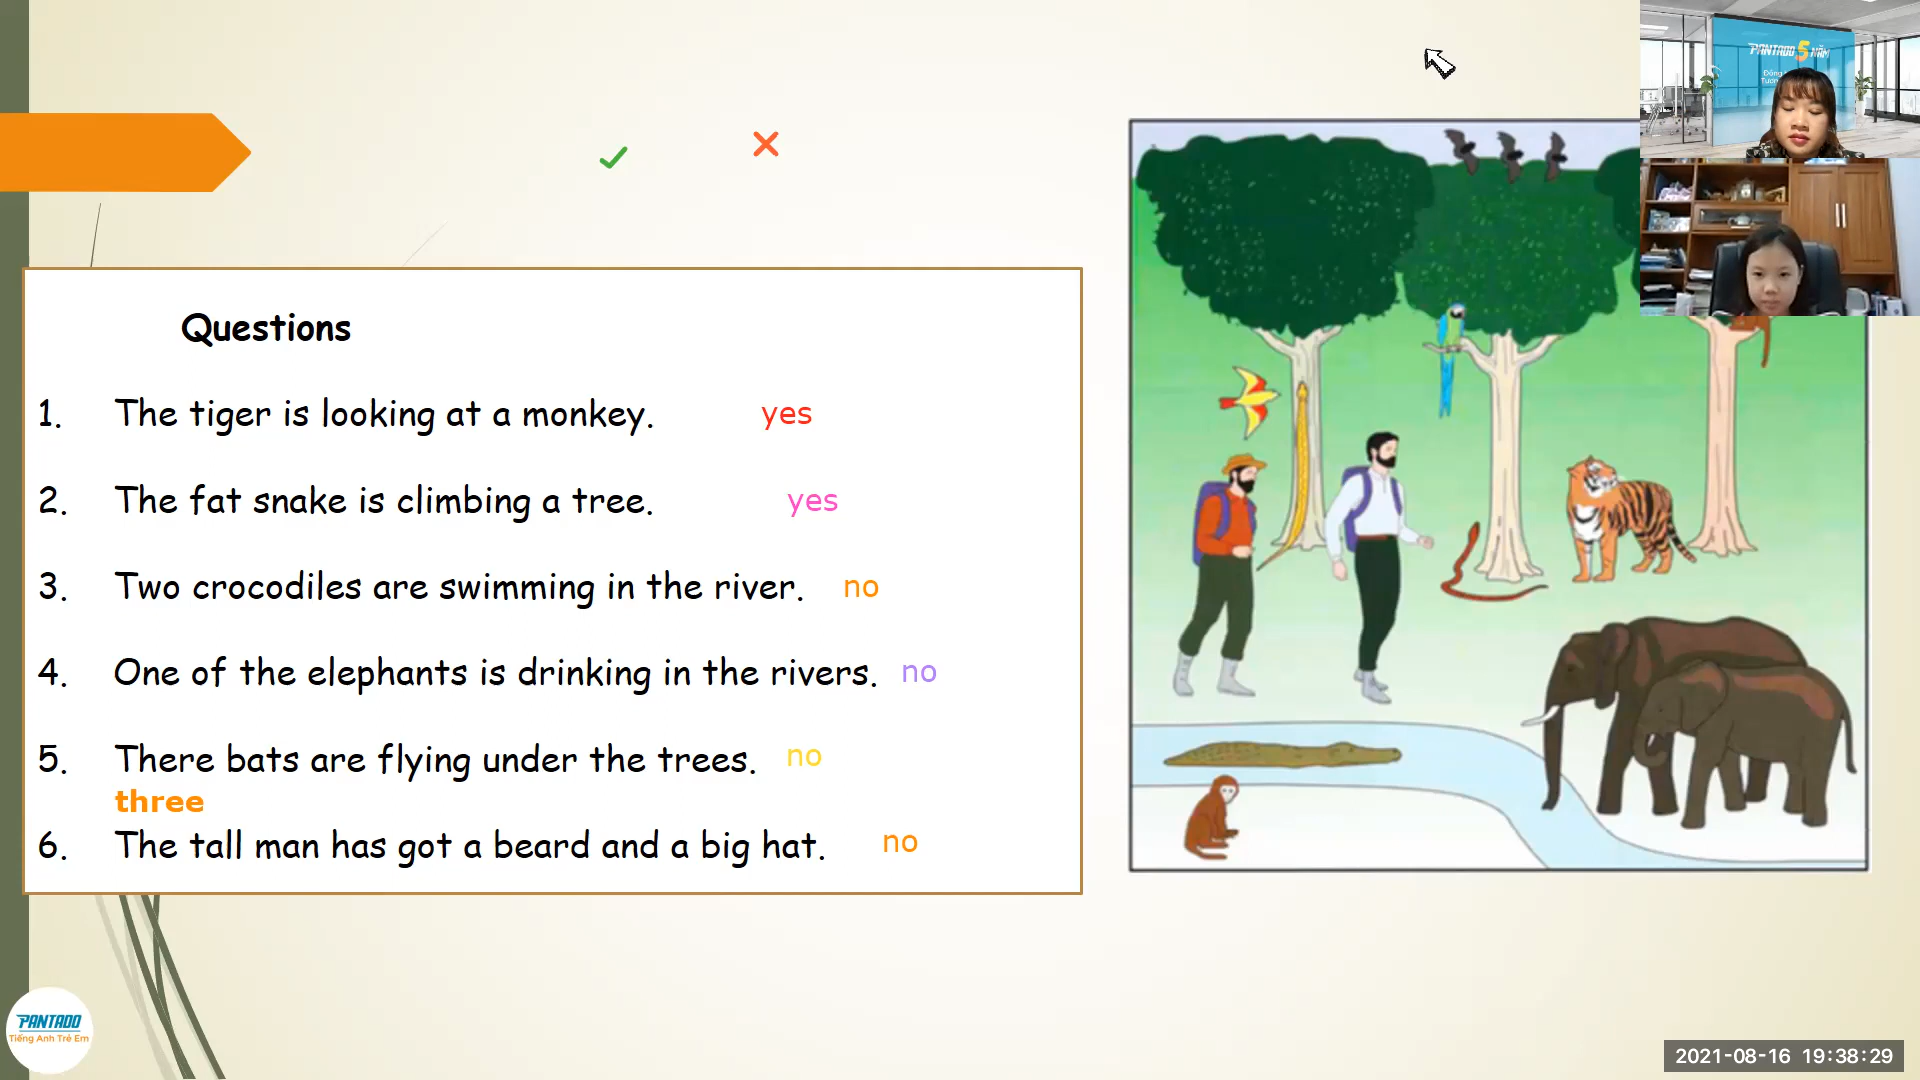 PANTADO 5 NĂM
Questions
1. The tiger is looking at a monkey. yes
2. The fat snake is climbing a tree. yes
3. Two crocodiles are swimming in the river. no
4. One of the elephants is drinking in the rivers. no
5. There bats are flying under the trees. no
three
6. The tall man has got a beard and a big hat. no
PANTADO
Tiếng Anh Trẻ Em
2021-08-16 19:38:29